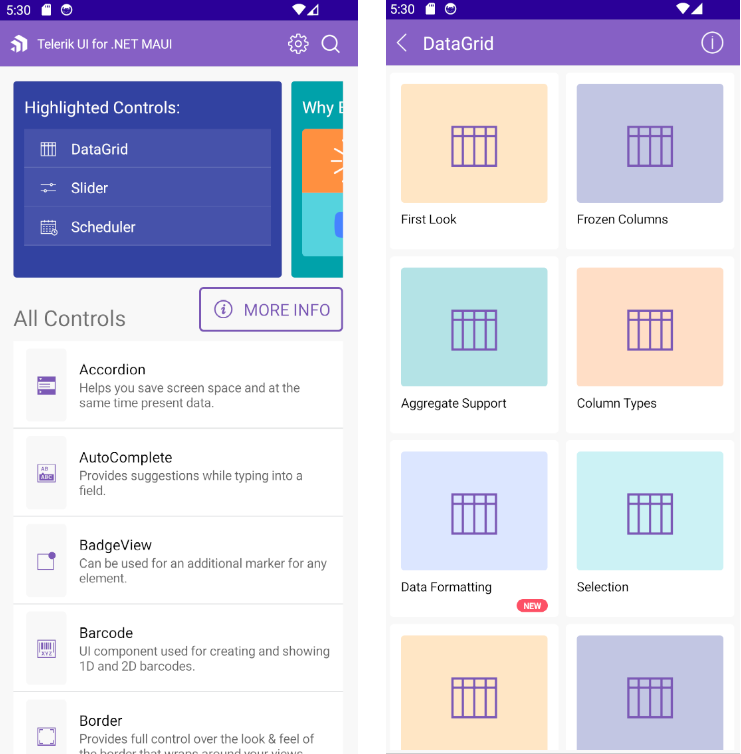 5:30
Telerik UI for .NET MAUI
Highlighted Controls:
DataGrid
Slider
Scheduler
Why
All Controls
MORE INFO
Accordion
Helps you save screen space and at the
same time present data.
AutoComplete
Provides suggestions while typing into a
field.
BadgeView
Can be used for an additional marker for any
element.
Barcode
UI component used for creating and showing
1D and 2D barcodes.
Border
Provides full control over the look & feel of
the border that wraps around your views.
5:30
DataGrid
First Look
Frozen Columns
Aggregate Support
Column Types
Data Formatting
NEW
Selection